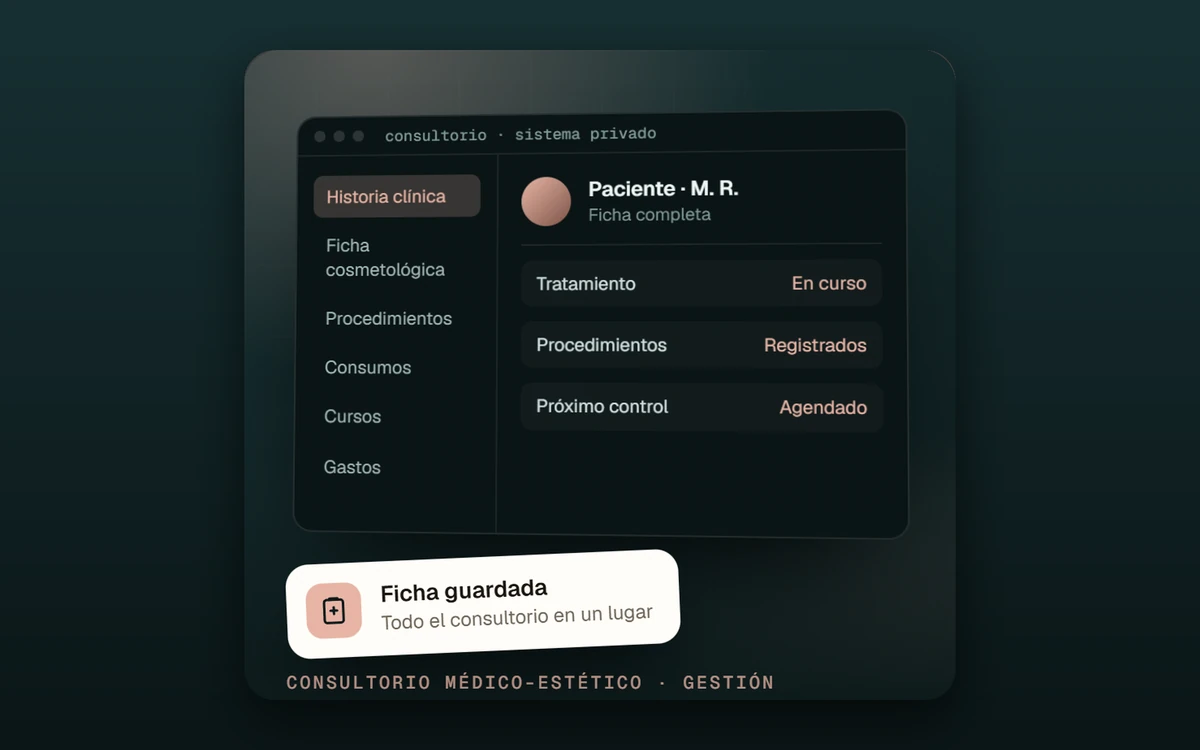 consultorio · sistema privado
Historia clínica
Ficha
cosmetológica
Procedimientos
Consumos
Cursos
Gastos
Paciente · M. R.
Ficha completa
Tratamiento En curso
Procedimientos Registrados
Próximo control Agendado
Ficha guardada
Todo el consultorio en un lugar
CONSULTORIO MÉDICO-ESTÉTICO · GESTIÓN